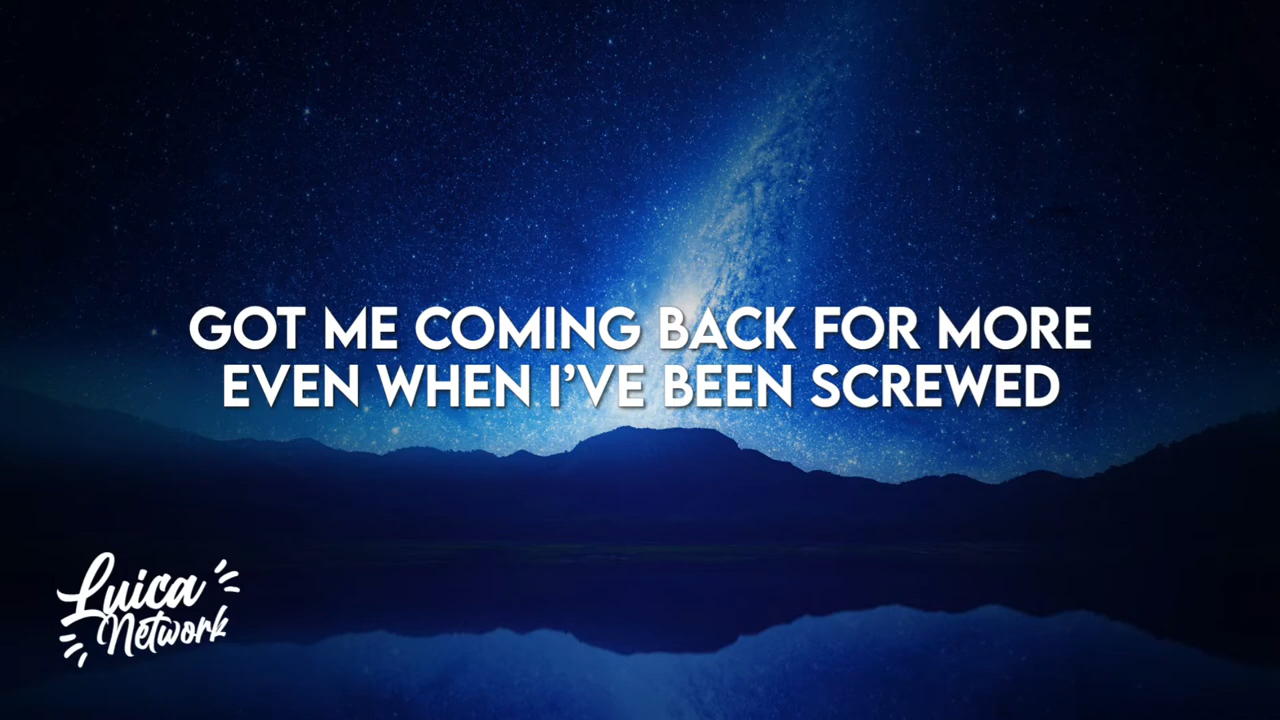 GOT ME COMING BACK FOR MORE
EVEN WHEN I’VE BEEN SCREWED
Luica
Network